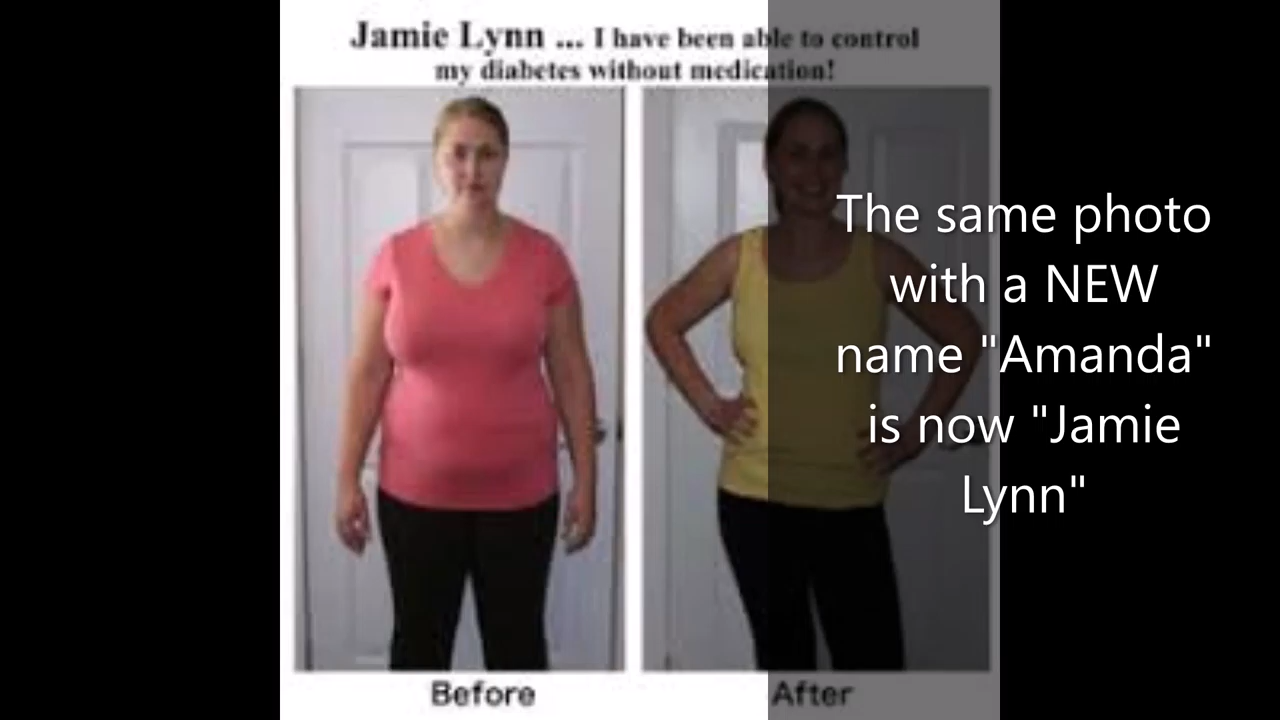 Jamie Lynn ... I have been able to control
my diabetes without medication!
The same photo
with a NEW
name "Amanda"
is now "Jamie
Lynn"
Before
After